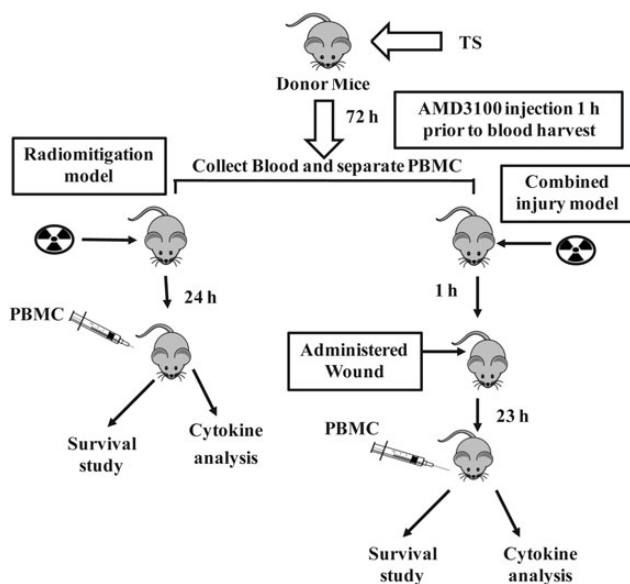 TS
Donor Mice
72 h
AMD3100 injection 1 h
prior to blood harvest
Radiomitigation
model
Collect Blood and separate PBMC
Combined
injury model
24 h
1 h
PBMC
Administered
Wound
23 h
Survival
study
Cytokine
analysis
PBMC
Survival
study
Cytokine
analysis